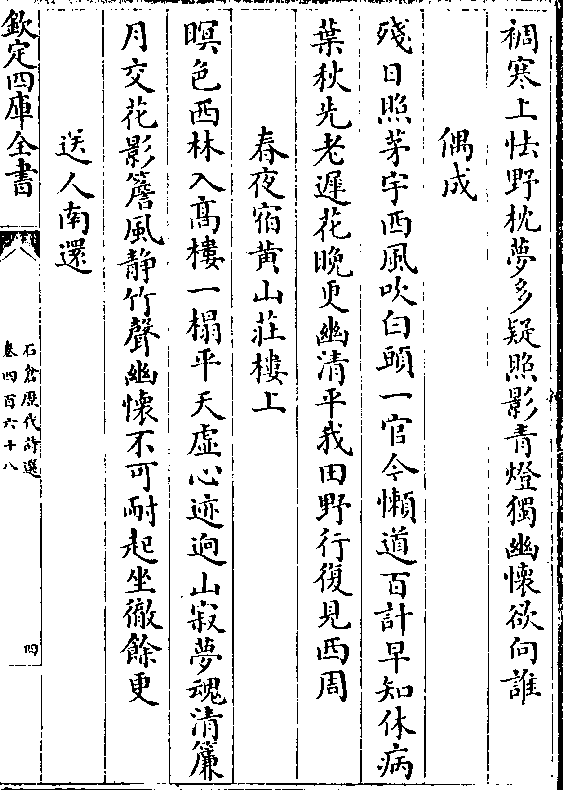 裯寒上怯野枕夢多疑照影青燈獨幽懷欲向誰
偶成
殘日照茅宇西風吹白頭一官今懶道百計早知休病
葉秋先老遲花晚更幽清平我田野行復見西周
春夜宿黃山莊樓上
暝色西林入高樓一榻平天虛心迹逈山寂夢魂清簾
月交花影簷風靜竹聲幽懷不可耐起坐徹餘更
送人南還
欽定四庫全書
石倉歷代詩選
卷四百六十八
四